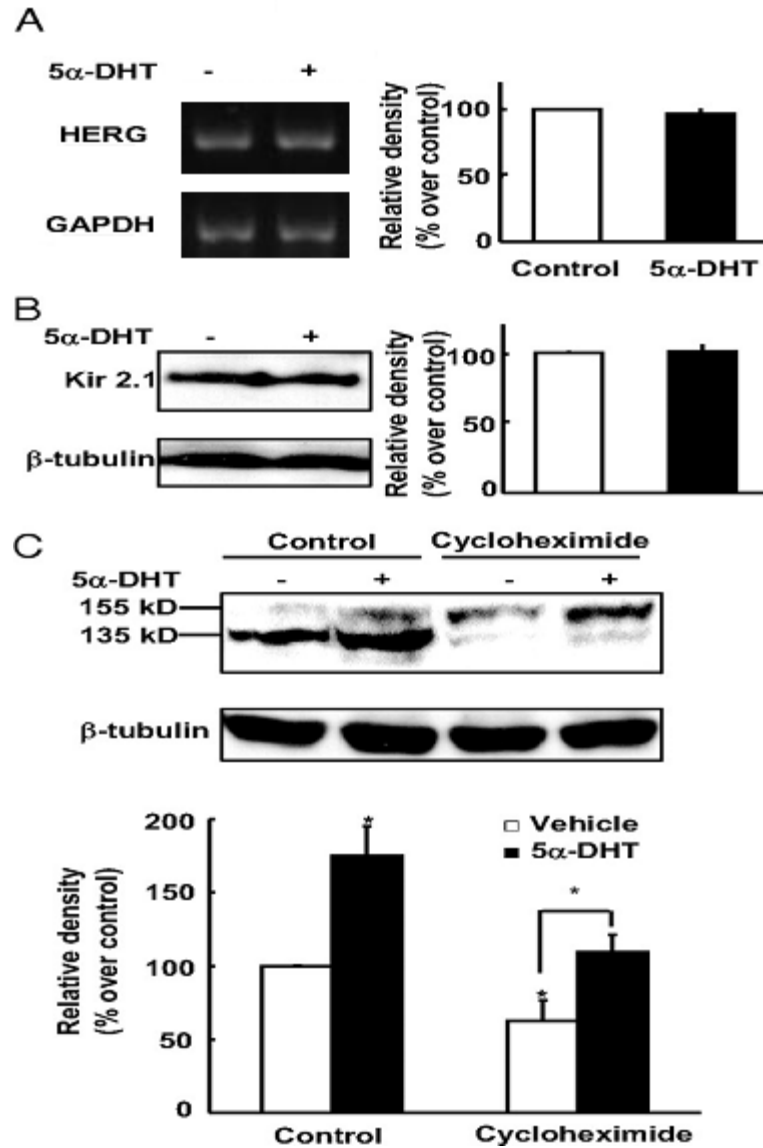 A
5α-DHT - +
HERG
GAPDH
Relative density
(% over control)
100
50
0
Control 5α-DHT
B
5α-DHT - +
Kir 2.1
β-tubulin
Relative density
(% over control)
100
50
0
C
Control Cycloheximide
5α-DHT - + - +
155 kD
135 kD
β-tubulin
Relative density
(% over control)
200
150
100
50
0
* * *
Vehicle
5α-DHT
Control Cycloheximide